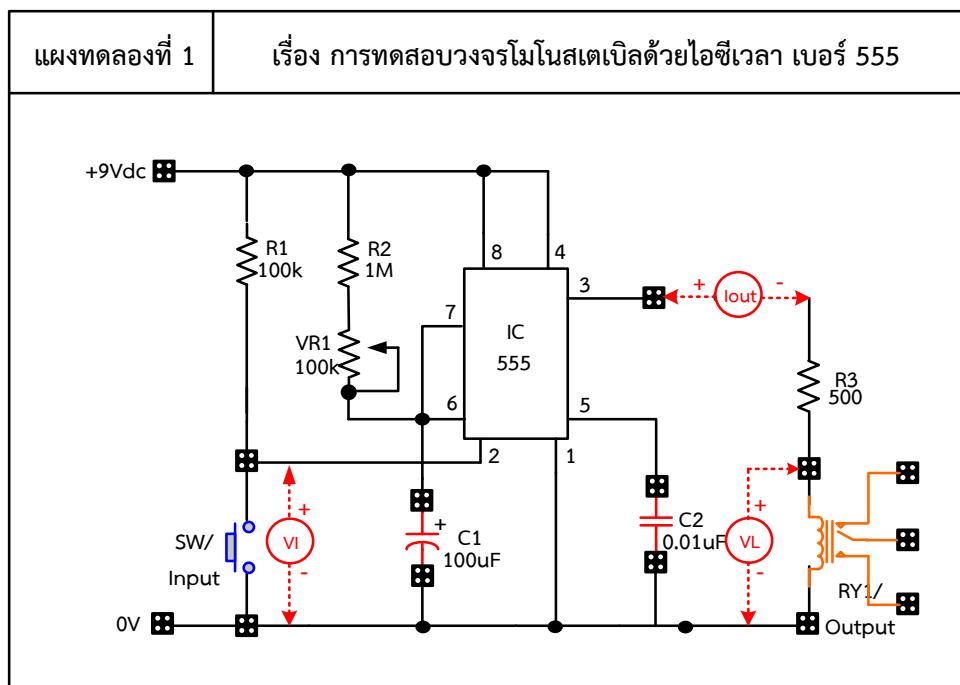 แผงทดลองที่ 1
เรื่อง การทดสอบวงจรโมโนสเตเบิลด้วยไอซีเวลา เบอร์ 555
+9Vdc
R1
100k
R2
1M
8
4
3
+
Iout
-
7
IC
555
VR1
100k
R3
500
6
5
2
1
+
VI
-
SW/
Input
+
C1
100uF
C2
0.01uF
+
VL
-
RY1/
Output
0V